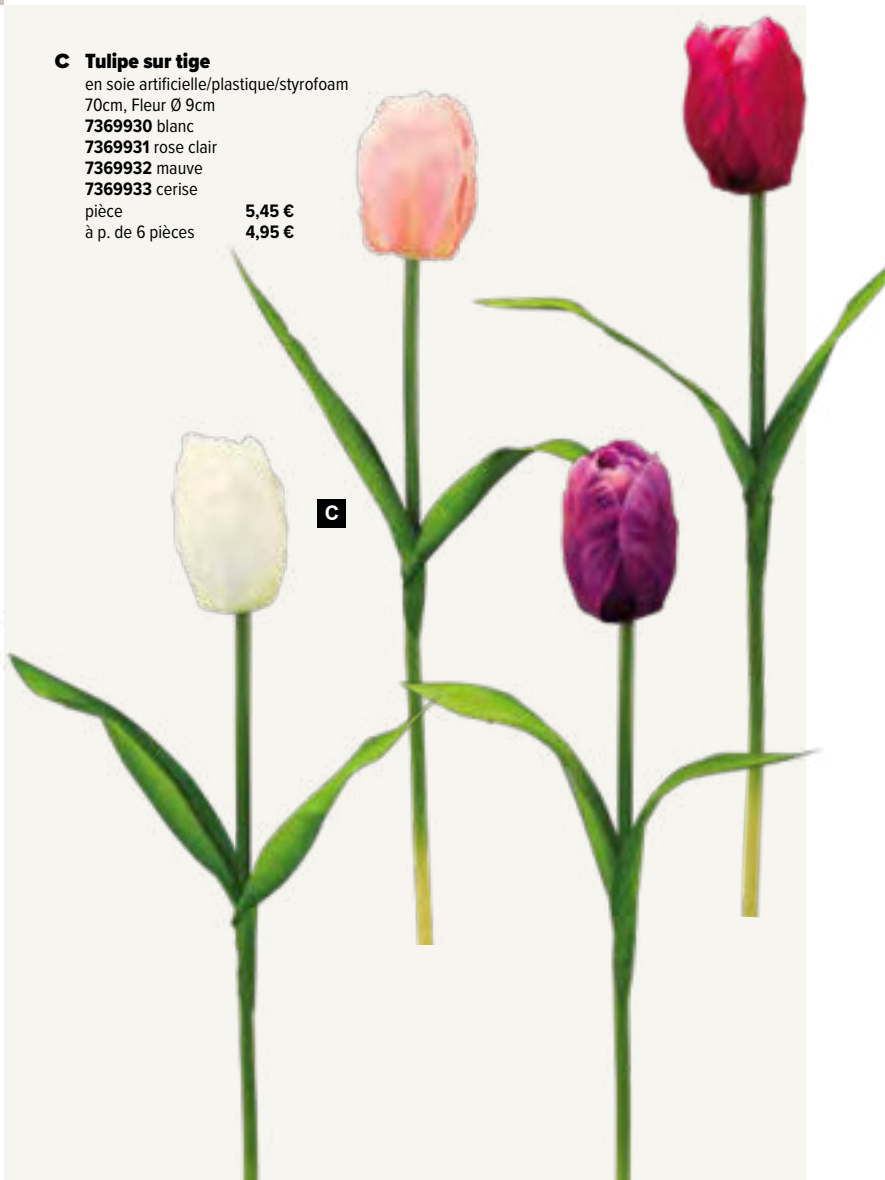 C Tulipe sur tige
en soie artificielle/plastique/styrofoam
70cm, Fleur Ø 9cm
7369930 blanc
7369931 rose clair
7369932 mauve
7369933 cerise
pièce 5,45 €
à p. de 6 pièces 4,95 €
C